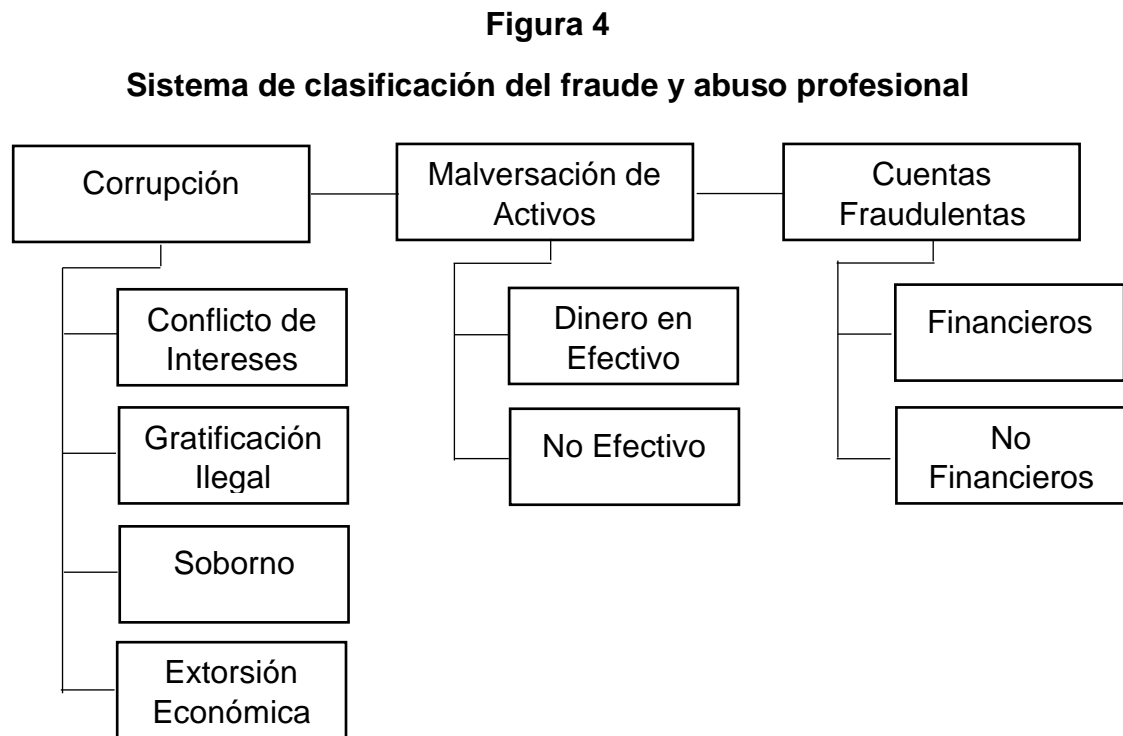 Figura 4
Sistema de clasificación del fraude y abuso profesional
Corrupción
Malversación de
Activos
Cuentas
Fraudulentas
Conflicto de
Intereses
Gratificación
Ilegal
Soborno
Extorsión
Económica
Dinero en
Efectivo
No Efectivo
Financieros
No
Financieros